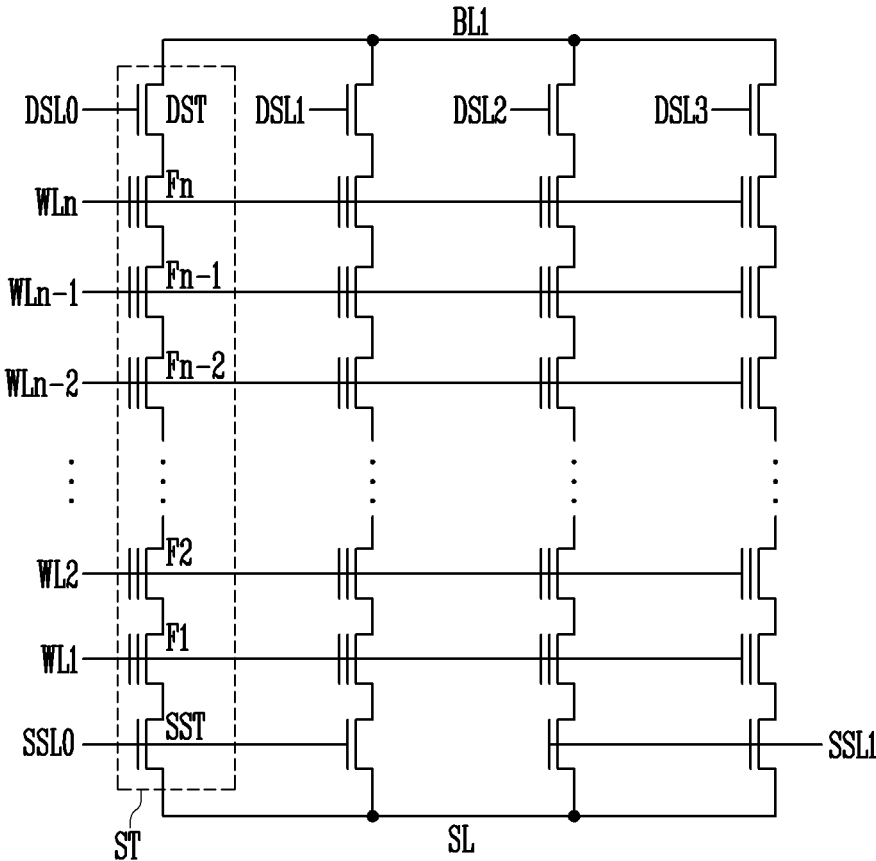 BL1
DSL0 DST DSL1 DSL2 DSL3
WLn Fn
WLn-1 Fn-1
WLn-2 Fn-2
WL2 F2
WL1 F1
SSL0 SST SSL1
ST SL